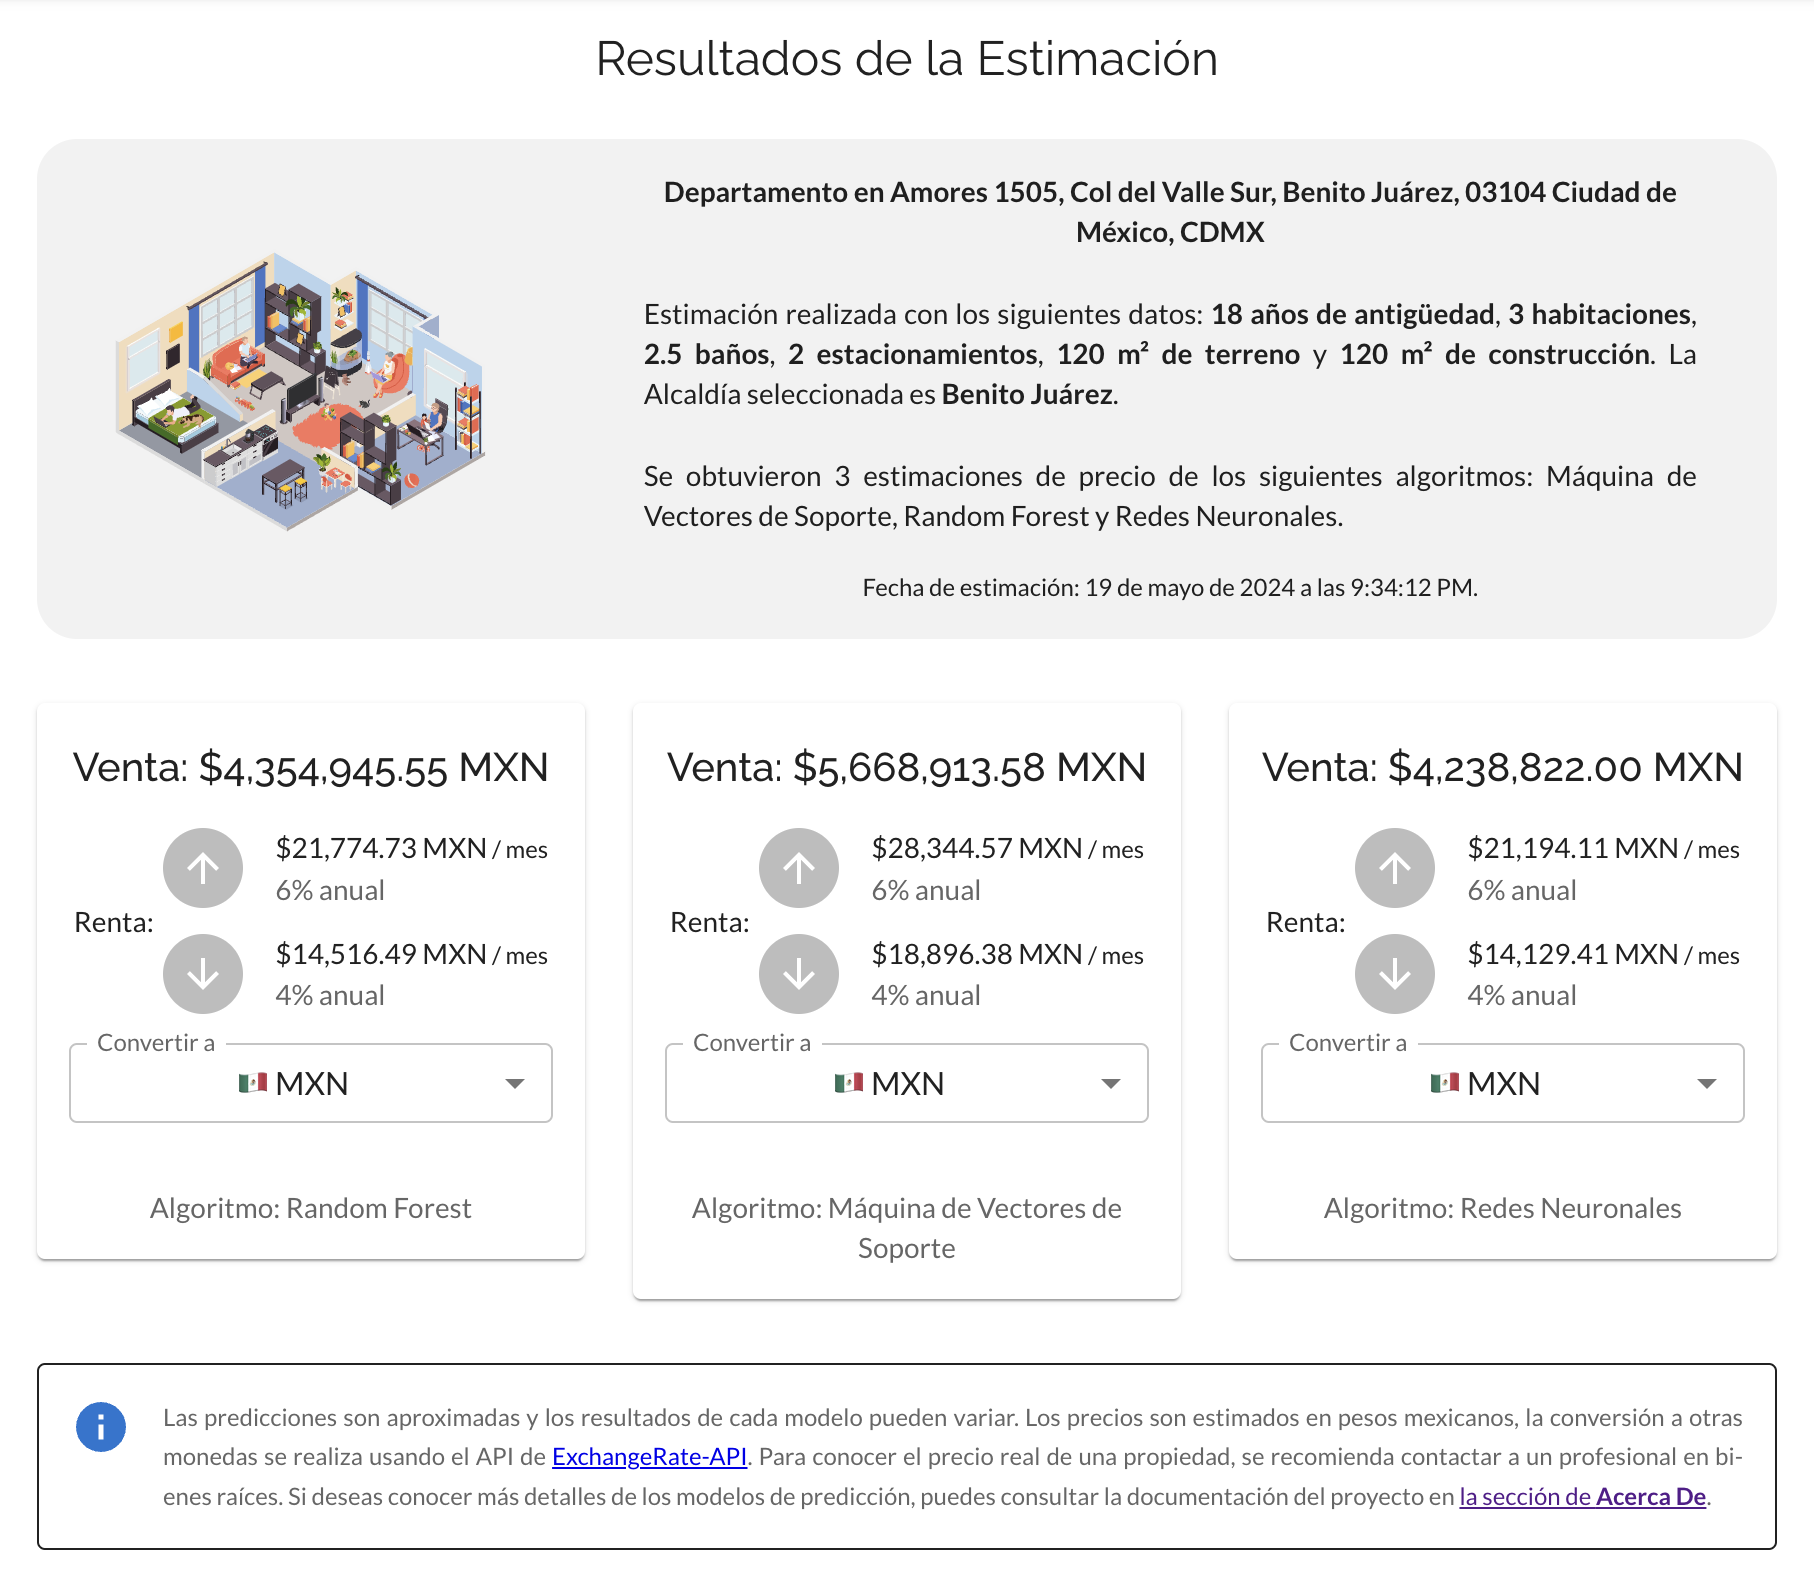 Resultados de la Estimación
Departamento en Amores 1505, Col del Valle Sur, Benito Juárez, 03104 Ciudad de
México, CDMX
Estimación realizada con los siguientes datos: 18 años de antigüedad, 3 habitaciones,
2.5 baños, 2 estacionamientos, 120 m² de terreno y 120 m² de construcción. La
Alcaldía seleccionada es Benito Juárez.
Se obtuvieron 3 estimaciones de precio de los siguientes algoritmos: Máquina de
Vectores de Soporte, Random Forest y Redes Neuronales.
Fecha de estimación: 19 de mayo de 2024 a las 9:34:12 PM.
Venta: $4,354,945.55 MXN
$21,774.73 MXN / mes
6% anual
Renta:
$14,516.49 MXN / mes
4% anual
Convertir a
MXN
Algoritmo: Random Forest
Venta: $5,668,913.58 MXN
$28,344.57 MXN / mes
6% anual
Renta:
$18,896.38 MXN / mes
4% anual
Convertir a
MXN
Algoritmo: Máquina de Vectores de
Soporte
Venta: $4,238,822.00 MXN
$21,194.11 MXN / mes
6% anual
Renta:
$14,129.41 MXN / mes
4% anual
Convertir a
MXN
Algoritmo: Redes Neuronales
Las predicciones son aproximadas y los resultados de cada modelo pueden variar. Los precios son estimados en pesos mexicanos, la conversión a otras
monedas se realiza usando el API de ExchangeRate-API. Para conocer el precio real de una propiedad, se recomienda contactar a un profesional en bi-
enes raíces. Si deseas conocer más detalles de los modelos de predicción, puedes consultar la documentación del proyecto en la sección de Acerca De.